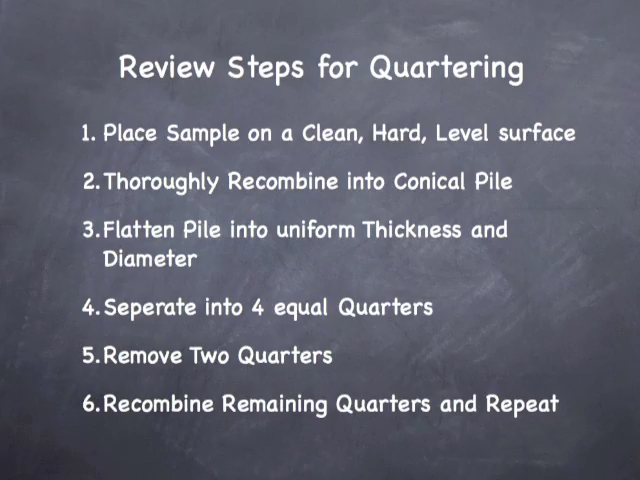 Review Steps for Quartering
1. Place Sample on a Clean, Hard, Level surface
2. Thoroughly Recombine into Conical Pile
3. Flatten Pile into uniform Thickness and
Diameter
4. Seperate into 4 equal Quarters
5. Remove Two Quarters
6. Recombine Remaining Quarters and Repeat